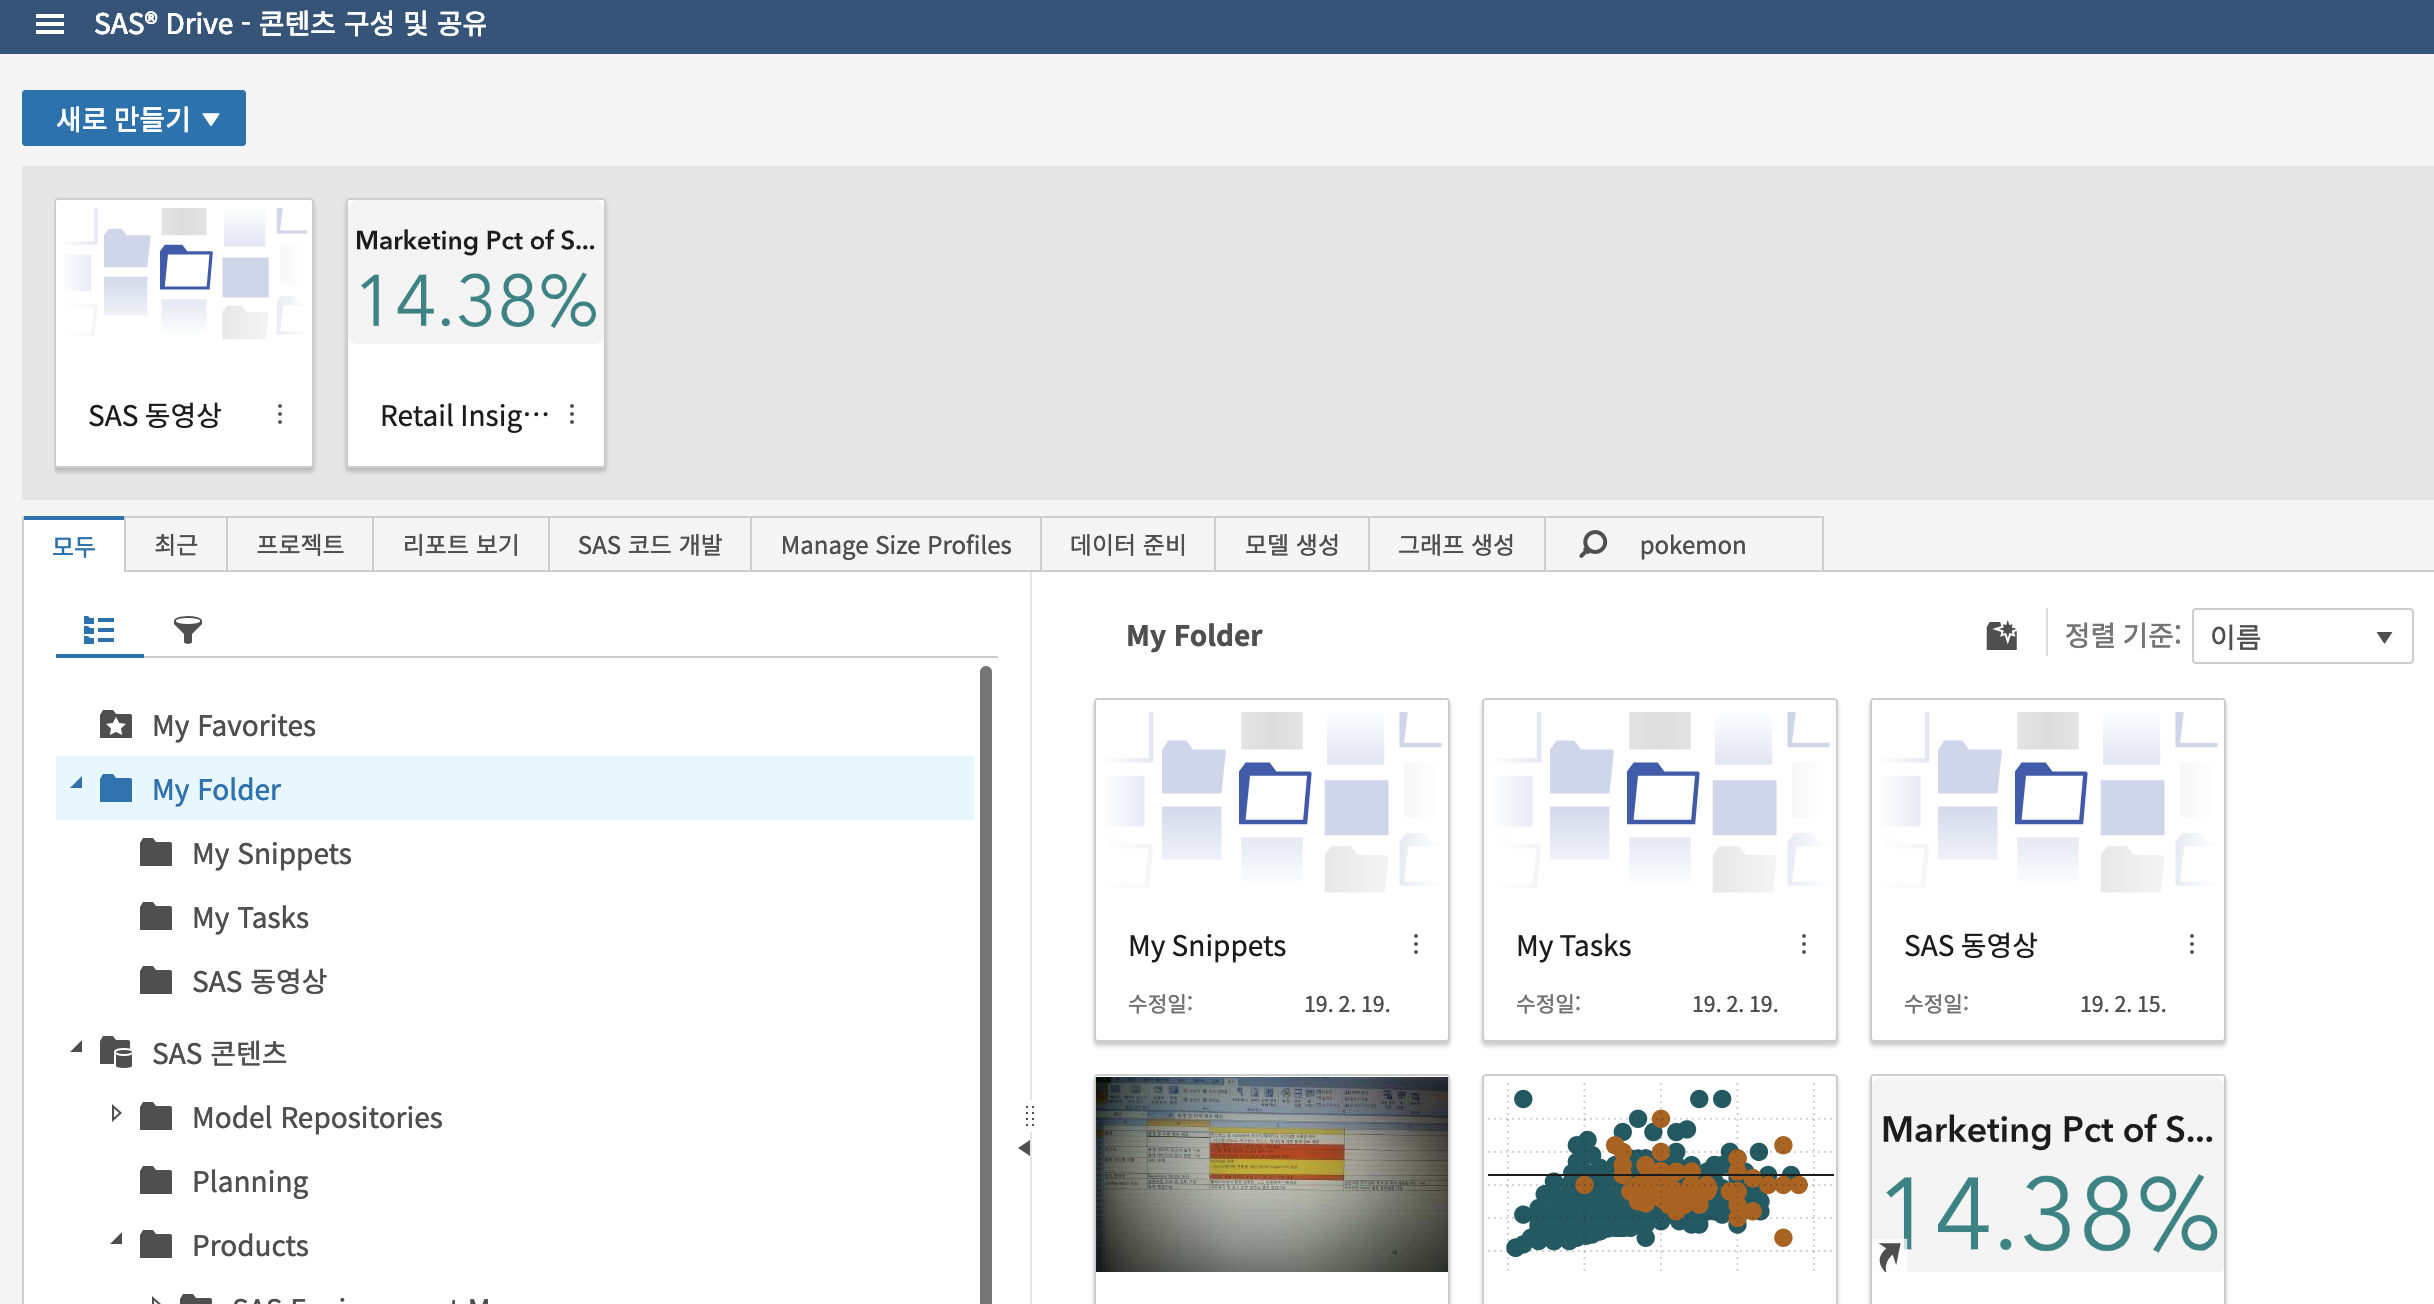 SAS® Drive - 콘텐츠 구성 및 공유
새로 만들기
Marketing Pct of S...
14.38%
SAS 동영상
Retail Insig···
모두
최근
프로젝트
리포트 보기
SAS 코드 개발
Manage Size Profiles
데이터 준비
모델 생성
그래프 생성
pokemon
My Favorites
My Folder
My Snippets
My Tasks
SAS 동영상
SAS 콘텐츠
Model Repositories
Planning
Products
My Folder
정렬 기준:
이름
My Snippets
수정일: 19. 2. 19.
My Tasks
수정일: 19. 2. 19.
SAS 동영상
수정일: 19. 2. 15.
Marketing Pct of S...
14.38%